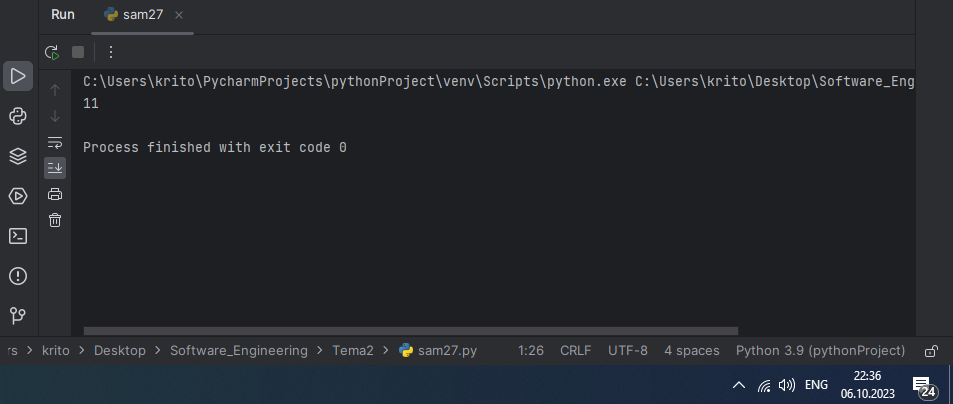 Run sam27
C:\Users\krito\PycharmProjects\pythonProject\venv\Scripts\python.exe C:\Users\krito\Desktop\Software_Eng
11
Process finished with exit code 0
rs > krito > Desktop > Software_Engineering > Tema2 > sam27.py 1:26 CRLF UTF-8 4 spaces Python 3.9 (pythonProject)
ENG 22:36 24
06.10.2023